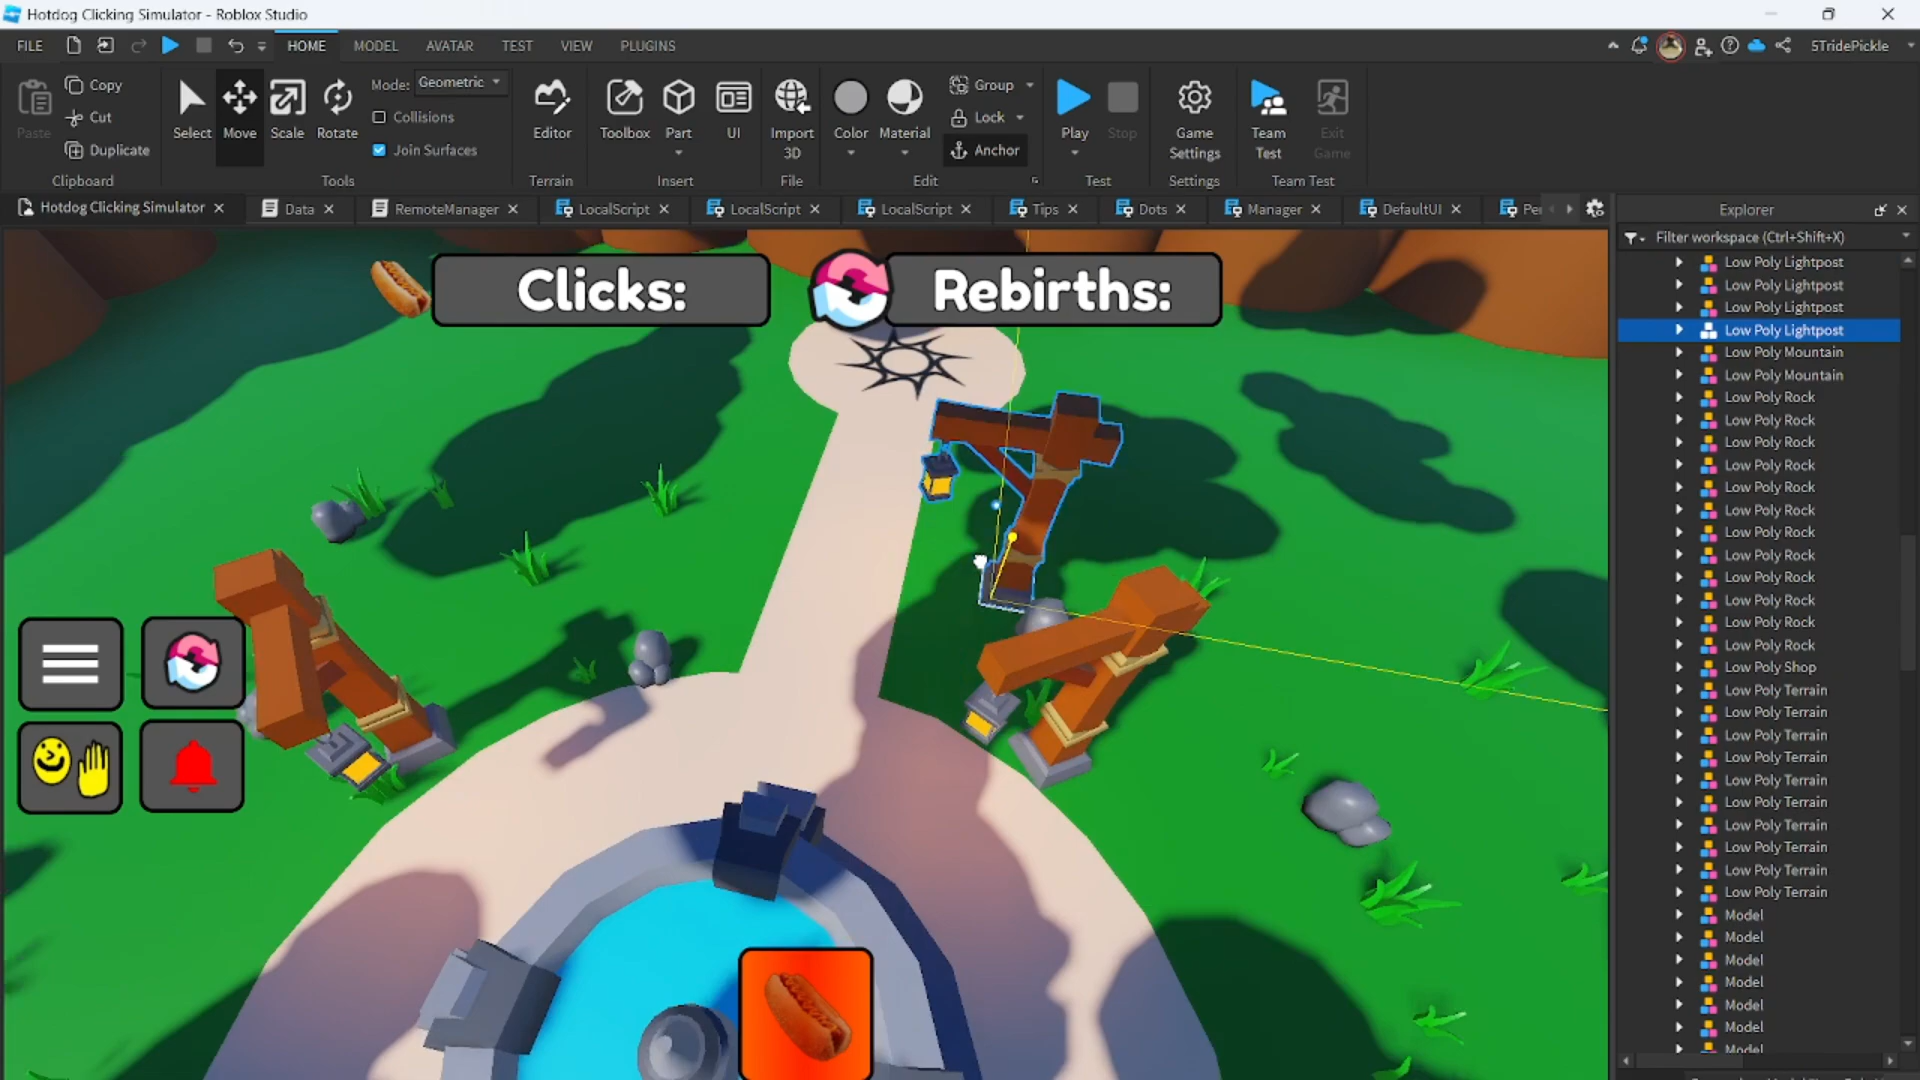 Hotdog Clicking Simulator - Roblox Studio
FILE HOME MODEL AVATAR TEST VIEW PLUGINS 5TridePickle
Paste Copy Cut Duplicate
Clipboard
Select Move Scale Rotate
Mode: Geometric
Collisions
Join Surfaces
Tools
Editor
Terrain
Toolbox Part UI
Insert
Import 3D
File
Color Material
Group
Lock
Anchor
Edit
Play Stop
Test
Game Settings
Settings
Team Test
Exit Game
Team Test
Hotdog Clicking Simulator Data RemoteManager LocalScript LocalScript LocalScript Tips Dots Manager DefaultUI
Explorer
Filter workspace (Ctrl+Shift+X)
Clicks:
Rebirths:
Low Poly Lightpost
Low Poly Lightpost
Low Poly Lightpost
Low Poly Lightpost
Low Poly Mountain
Low Poly Mountain
Low Poly Rock
Low Poly Rock
Low Poly Rock
Low Poly Rock
Low Poly Rock
Low Poly Rock
Low Poly Rock
Low Poly Rock
Low Poly Rock
Low Poly Rock
Low Poly Rock
Low Poly Rock
Low Poly Shop
Low Poly Terrain
Low Poly Terrain
Low Poly Terrain
Low Poly Terrain
Low Poly Terrain
Low Poly Terrain
Low Poly Terrain
Low Poly Terrain
Low Poly Terrain
Low Poly Terrain
Model
Model
Model
Model
Model
Model
Model